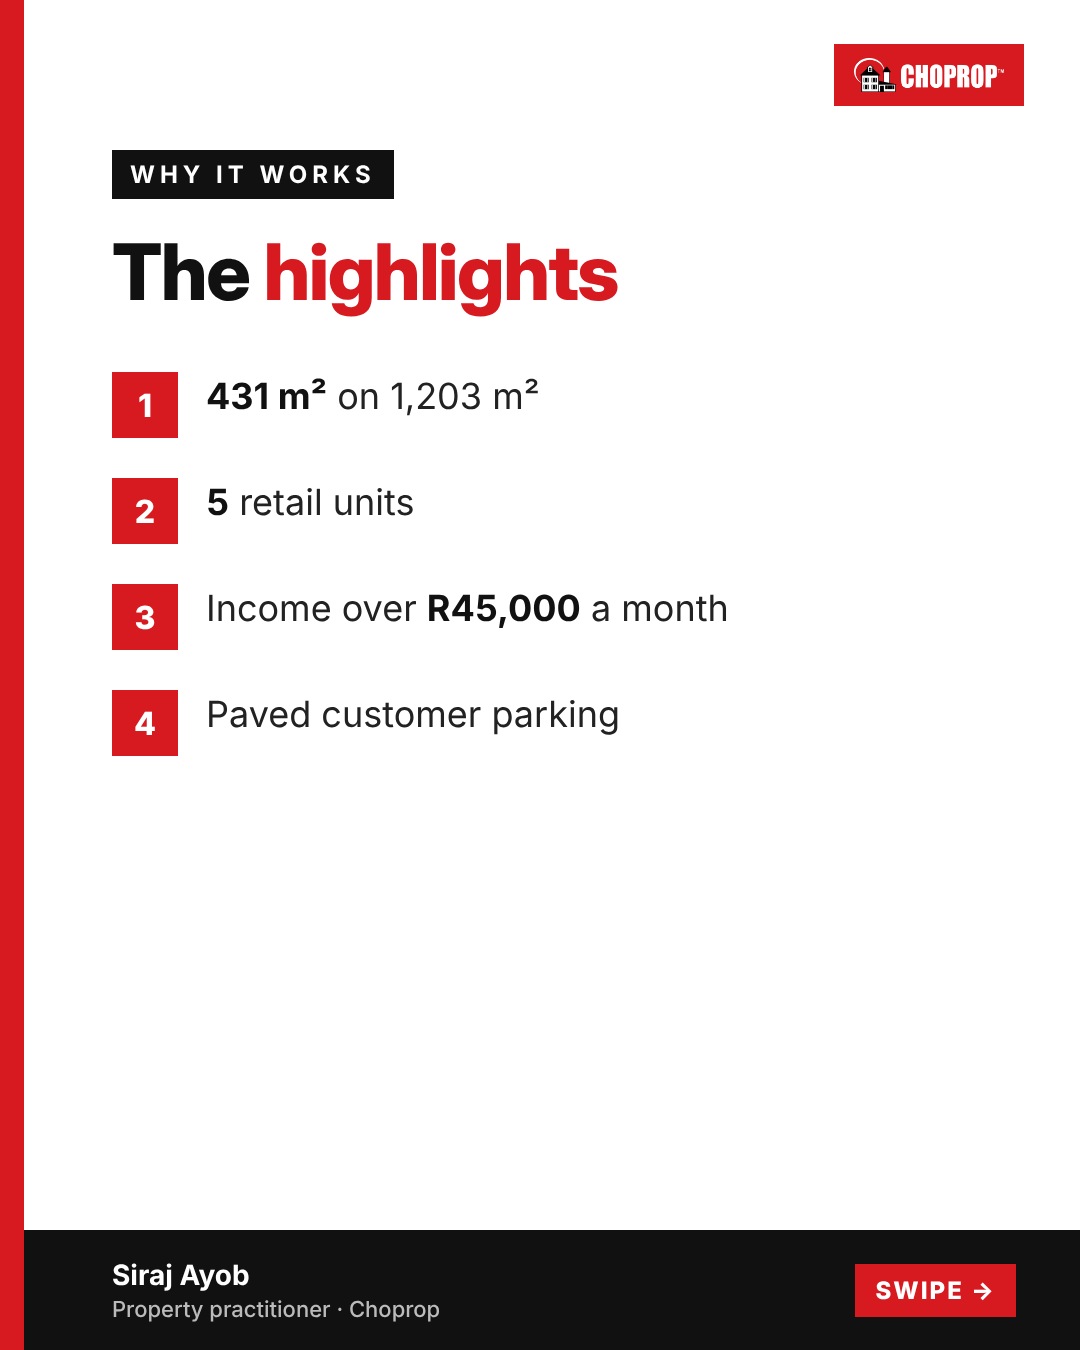 CHOPROP™
WHY IT WORKS
The highlights
1 431 m² on 1,203 m²
2 5 retail units
3 Income over R45,000 a month
4 Paved customer parking
Siraj Ayob
Property practitioner · Choprop
SWIPE →